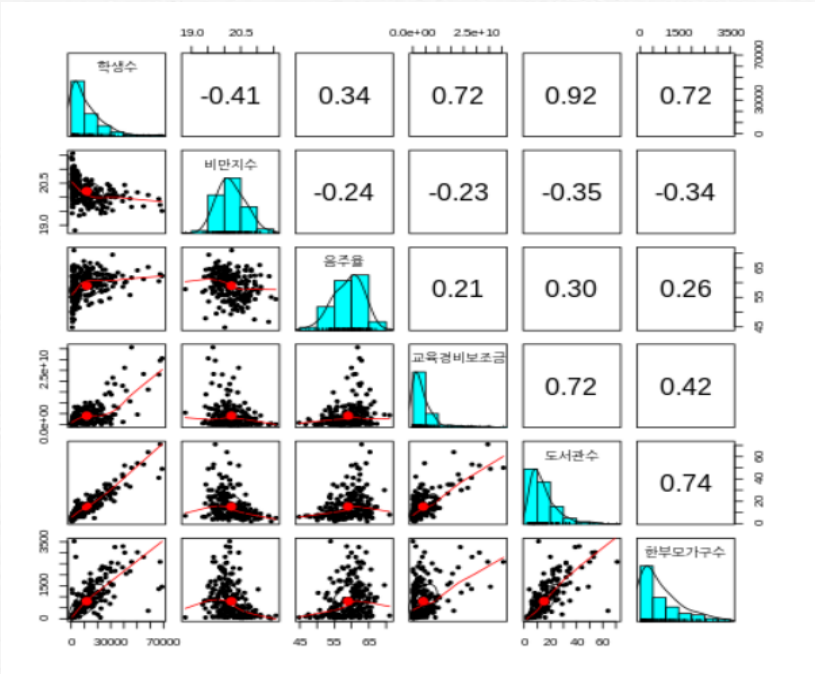 19.0 20.5 0.0e+00 2.5e+10 0 1500 3500
학생수 -0.41 0.34 0.72 0.92 0.72 0 30000 70000
19.0 20.5 비만지수 -0.24 -0.23 -0.35 -0.34
음주율 0.21 0.30 0.26 45 55 65
0.0e+00 2.5e+10 교육경비보조금 0.72 0.42
도서관수 0.74 0 20 40 60
0 1500 3500 한부모가구수
0 30000 70000 45 55 65 0 20 40 60